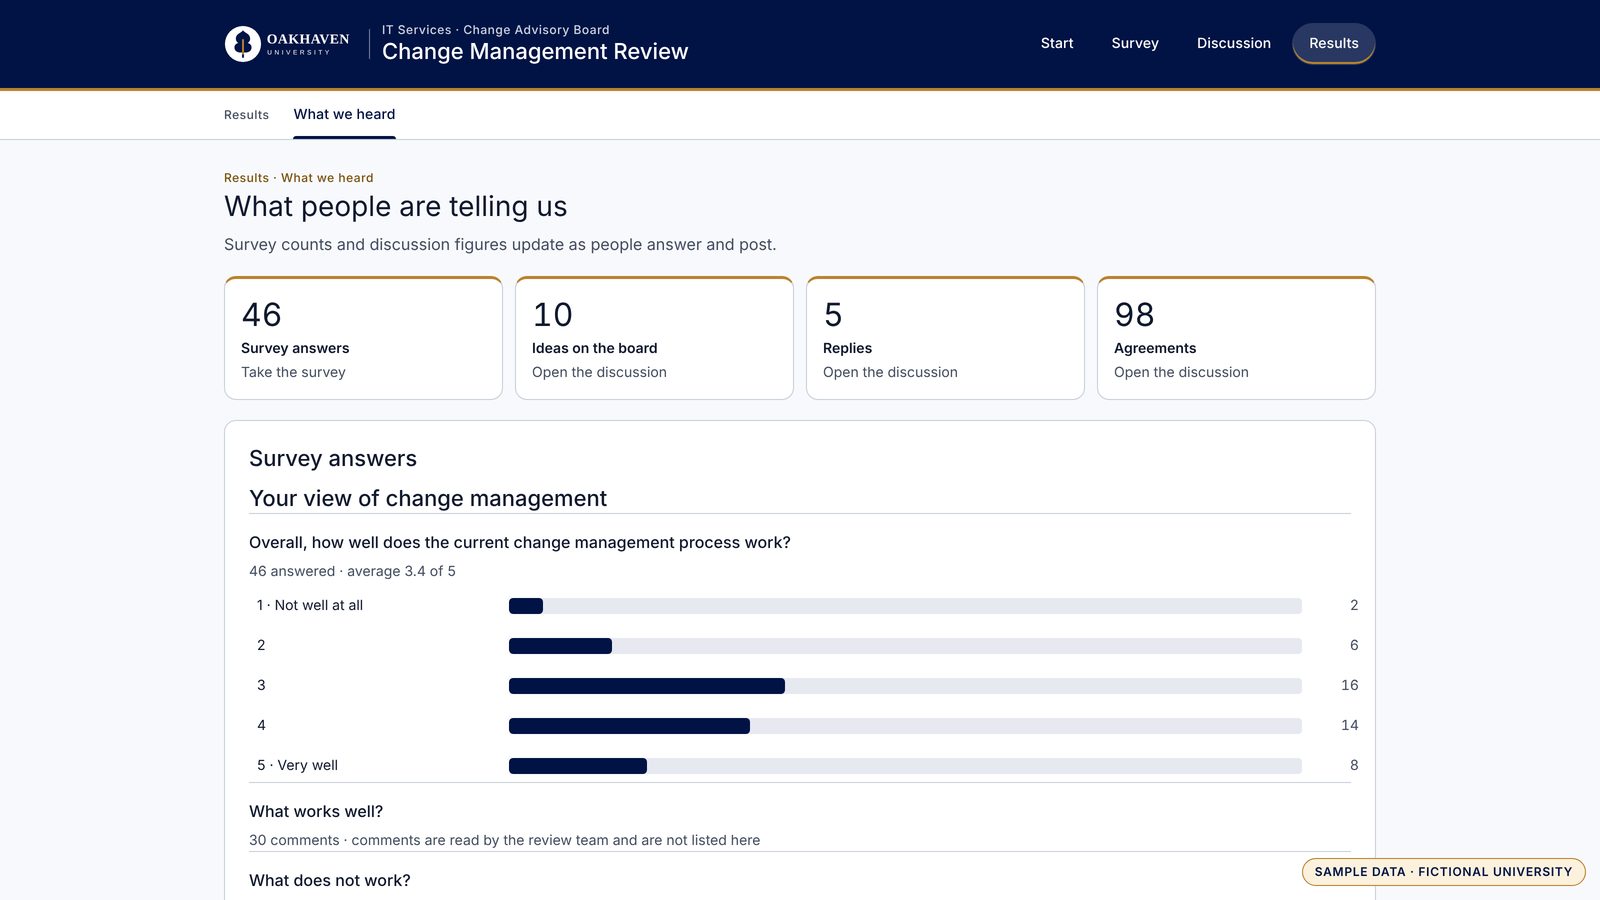 OAKHAVEN
UNIVERSITY
IT Services · Change Advisory Board
Change Management Review
Start
Survey
Discussion
Results
Results
What we heard
Results · What we heard
What people are telling us
Survey counts and discussion figures update as people answer and post.
46
Survey answers
Take the survey
10
Ideas on the board
Open the discussion
5
Replies
Open the discussion
98
Agreements
Open the discussion
Survey answers
Your view of change management
Overall, how well does the current change management process work?
46 answered · average 3.4 of 5
1 · Not well at all 2
2 6
3 16
4 14
5 · Very well 8
What works well?
30 comments · comments are read by the review team and are not listed here
What does not work?
SAMPLE DATA · FICTIONAL UNIVERSITY